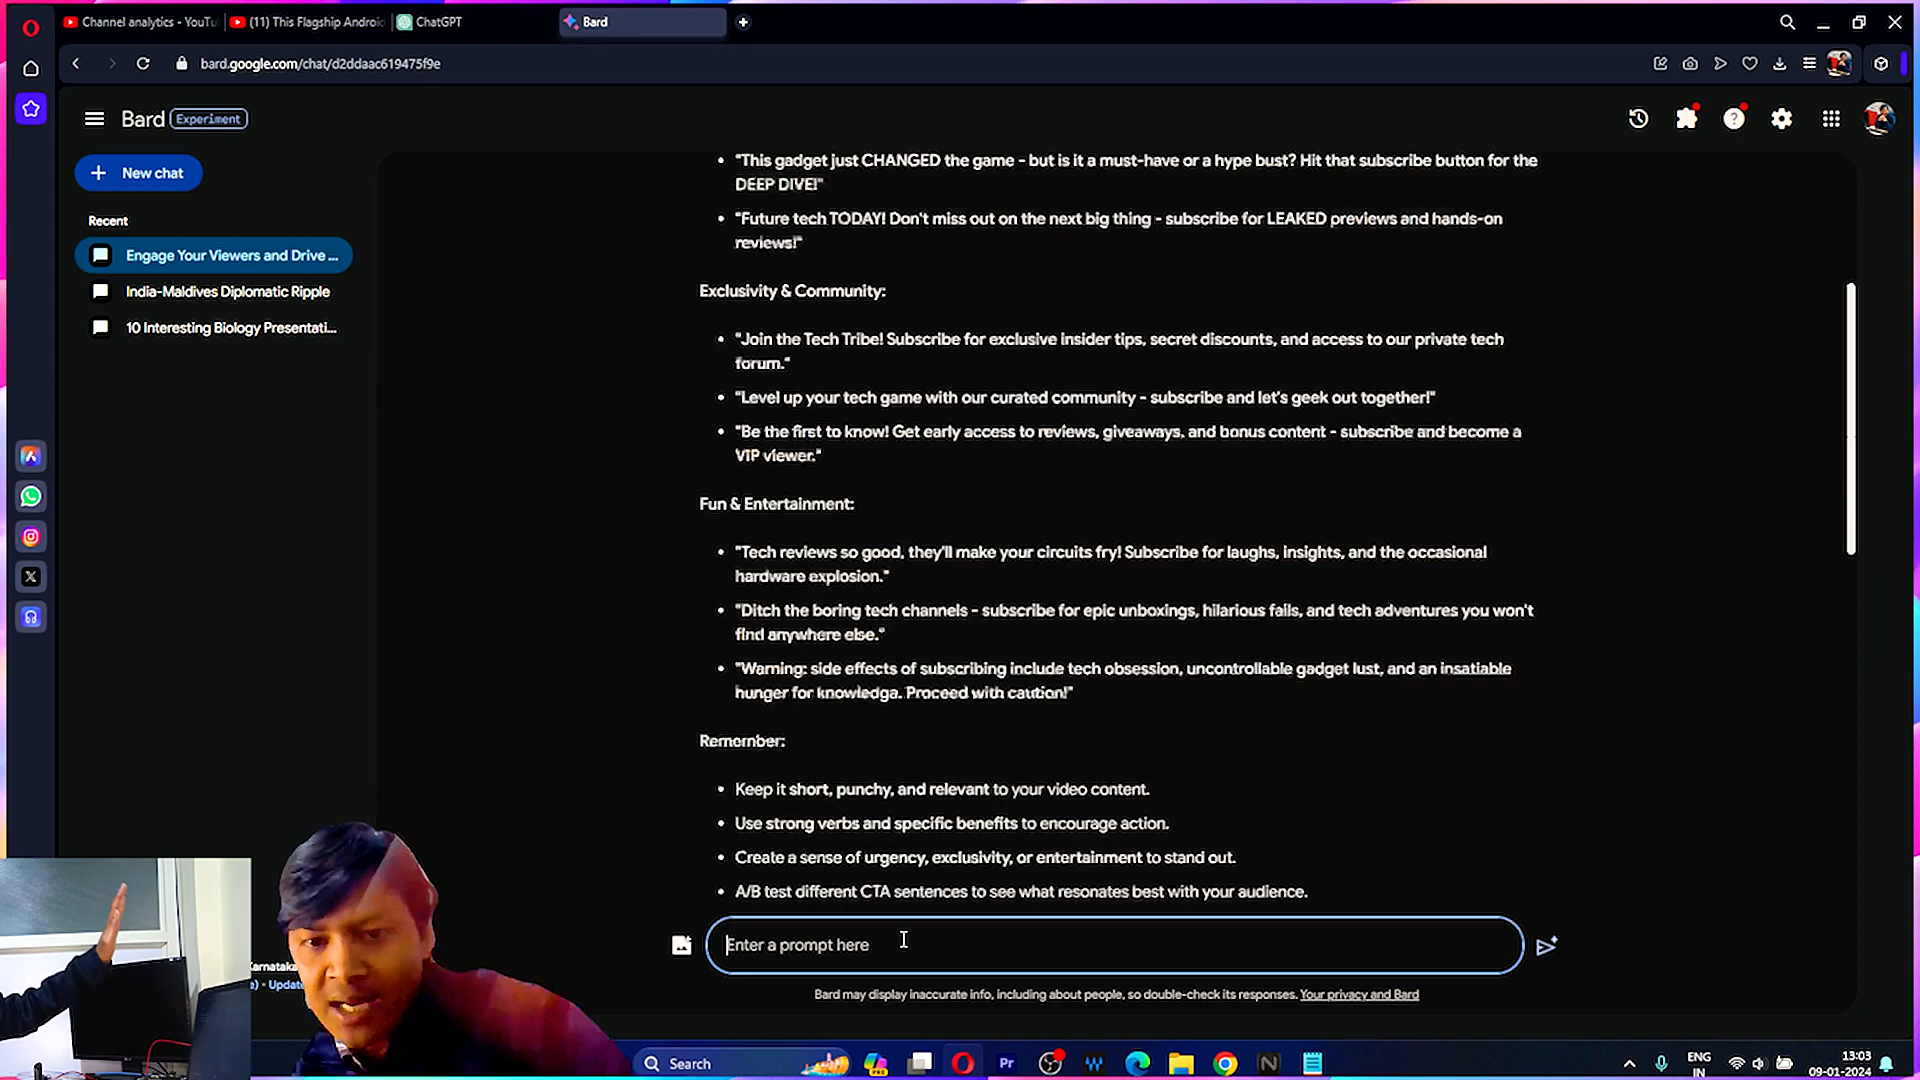 Channel analytics - YouTu
(11) This Flagship Android
ChatGPT
Bard
bard.google.com/chat/d2ddaac619475f9e
Bard Experiment
New chat
Recent
Engage Your Viewers and Drive ...
India-Maldives Diplomatic Ripple
10 Interesting Biology Presentati...
"This gadget just CHANGED the game - but is it a must-have or a hype bust? Hit that subscribe button for the
DEEP DIVE!"
"Future tech TODAY! Don't miss out on the next big thing - subscribe for LEAKED previews and hands-on
reviews!"
Exclusivity & Community:
"Join the Tech Tribe! Subscribe for exclusive insider tips, secret discounts, and access to our private tech
forum."
"Level up your tech game with our curated community - subscribe and let's geek out together!"
"Be the first to know! Get early access to reviews, giveaways, and bonus content - subscribe and become a
VIP viewer."
Fun & Entertainment:
"Tech reviews so good, they'll make your circuits fry! Subscribe for laughs, insights, and the occasional
hardware explosion."
"Ditch the boring tech channels - subscribe for epic unboxings, hilarious fails, and tech adventures you won't
find anywhere else."
"Warning: side effects of subscribing include tech obsession, uncontrollable gadget lust, and an insatiable
hunger for knowledge. Proceed with caution!"
Remember:
Keep it short, punchy, and relevant to your video content.
Use strong verbs and specific benefits to encourage action.
Create a sense of urgency, exclusivity, or entertainment to stand out.
A/B test different CTA sentences to see what resonates best with your audience.
Enter a prompt here
Karnataka
e) • Updat
Bard may display inaccurate info, including about people, so double-check its responses. Your privacy and Bard
Search
PRE
Pr
ENG
IN
13:03
09-01-2024